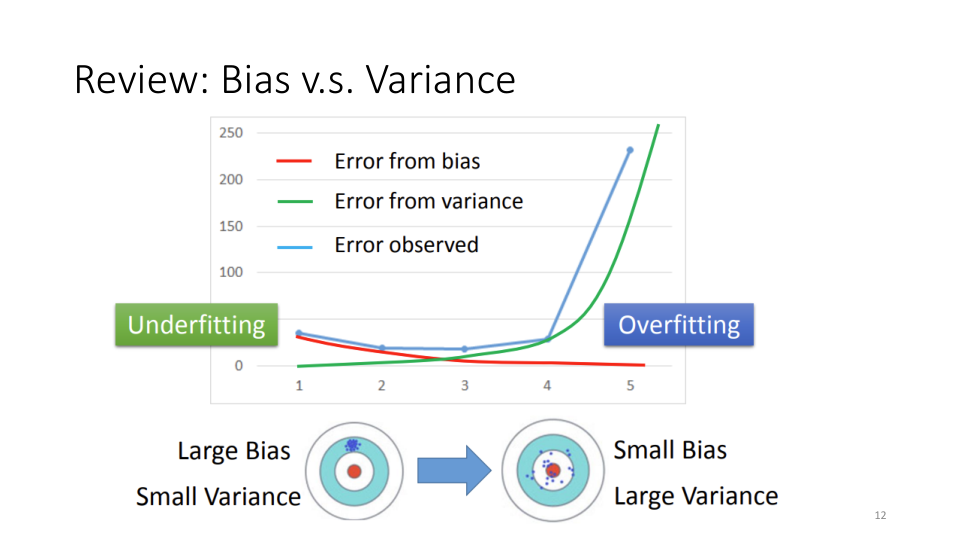 Review: Bias v.s. Variance
250
200
150
100
0
Error from bias
Error from variance
Error observed
Underfitting
Overfitting
1 2 3 4 5
Large Bias
Small Variance
Small Bias
Large Variance
12